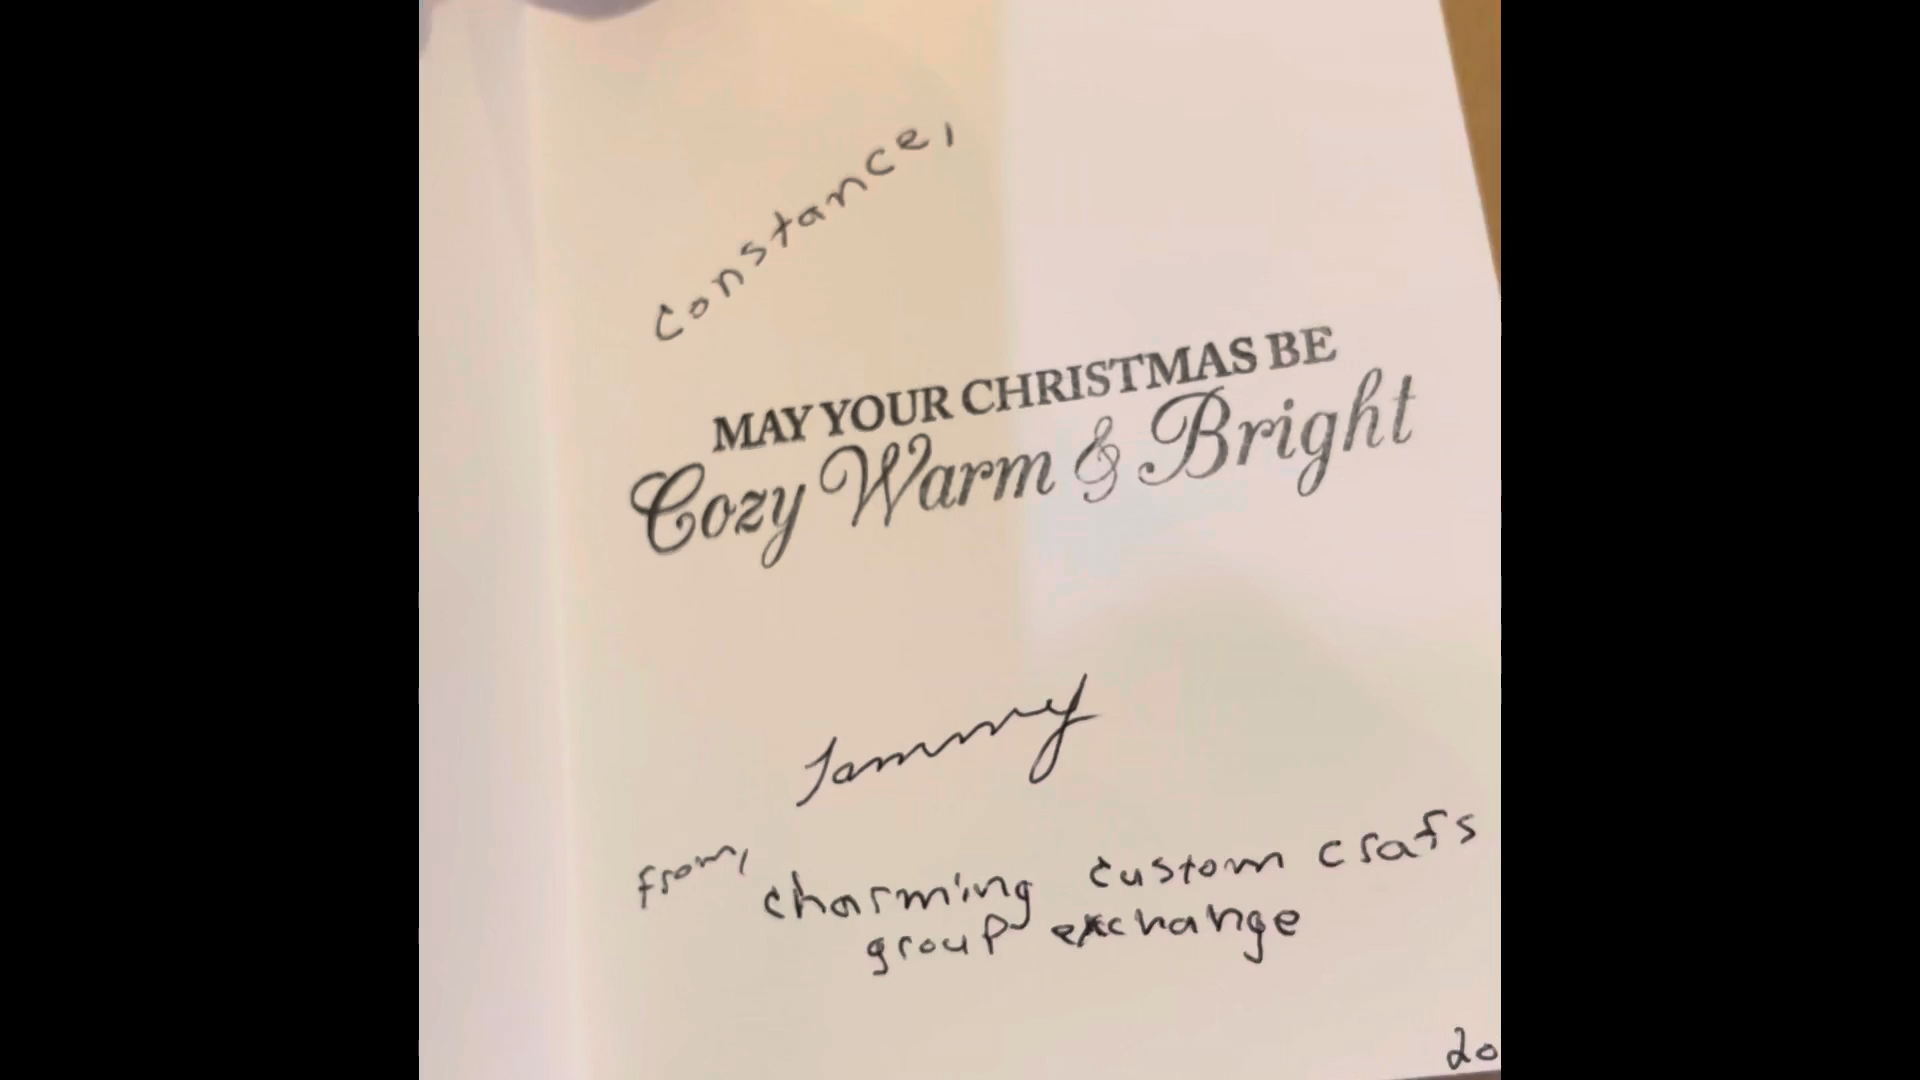 Constance,
MAY YOUR CHRISTMAS BE
Cozy Warm & Bright
Tammy
from,
charming custom crafs
group exchange
20